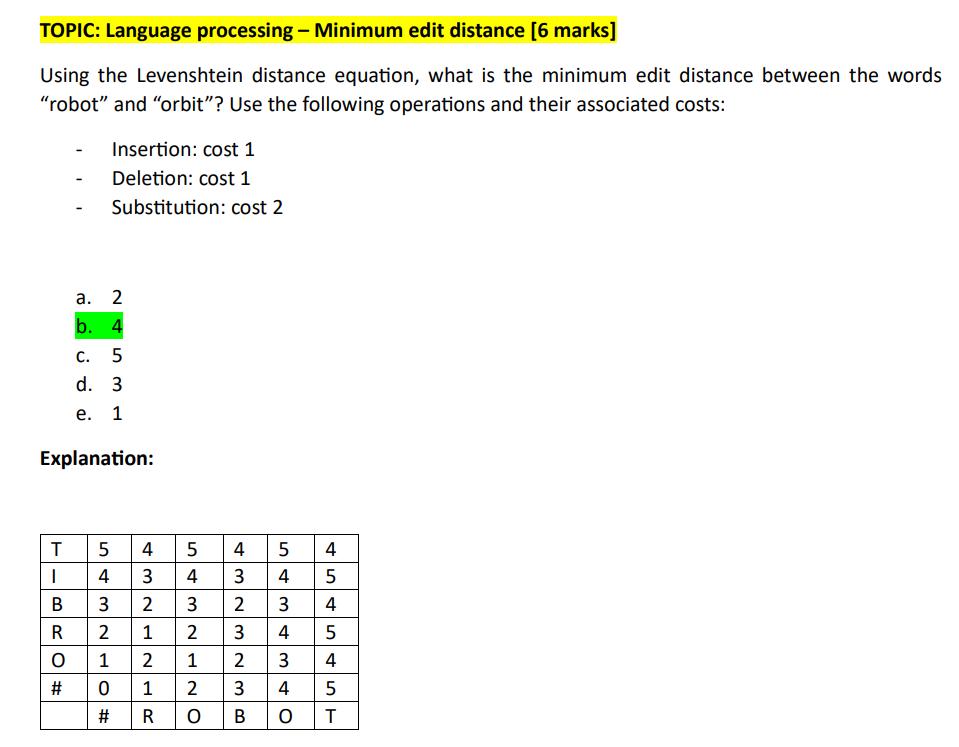 TOPIC: Language processing – Minimum edit distance [6 marks]
Using the Levenshtein distance equation, what is the minimum edit distance between the words
“robot” and “orbit”? Use the following operations and their associated costs:
- Insertion: cost 1
- Deletion: cost 1
- Substitution: cost 2
a. 2
b. 4
c. 5
d. 3
e. 1
Explanation:
T 5 4 5 4 5 4
I 4 3 4 3 4 5
B 3 2 3 2 3 4
R 2 1 2 3 4 5
O 1 2 1 2 3 4
# 0 1 2 3 4 5
# R O B O T